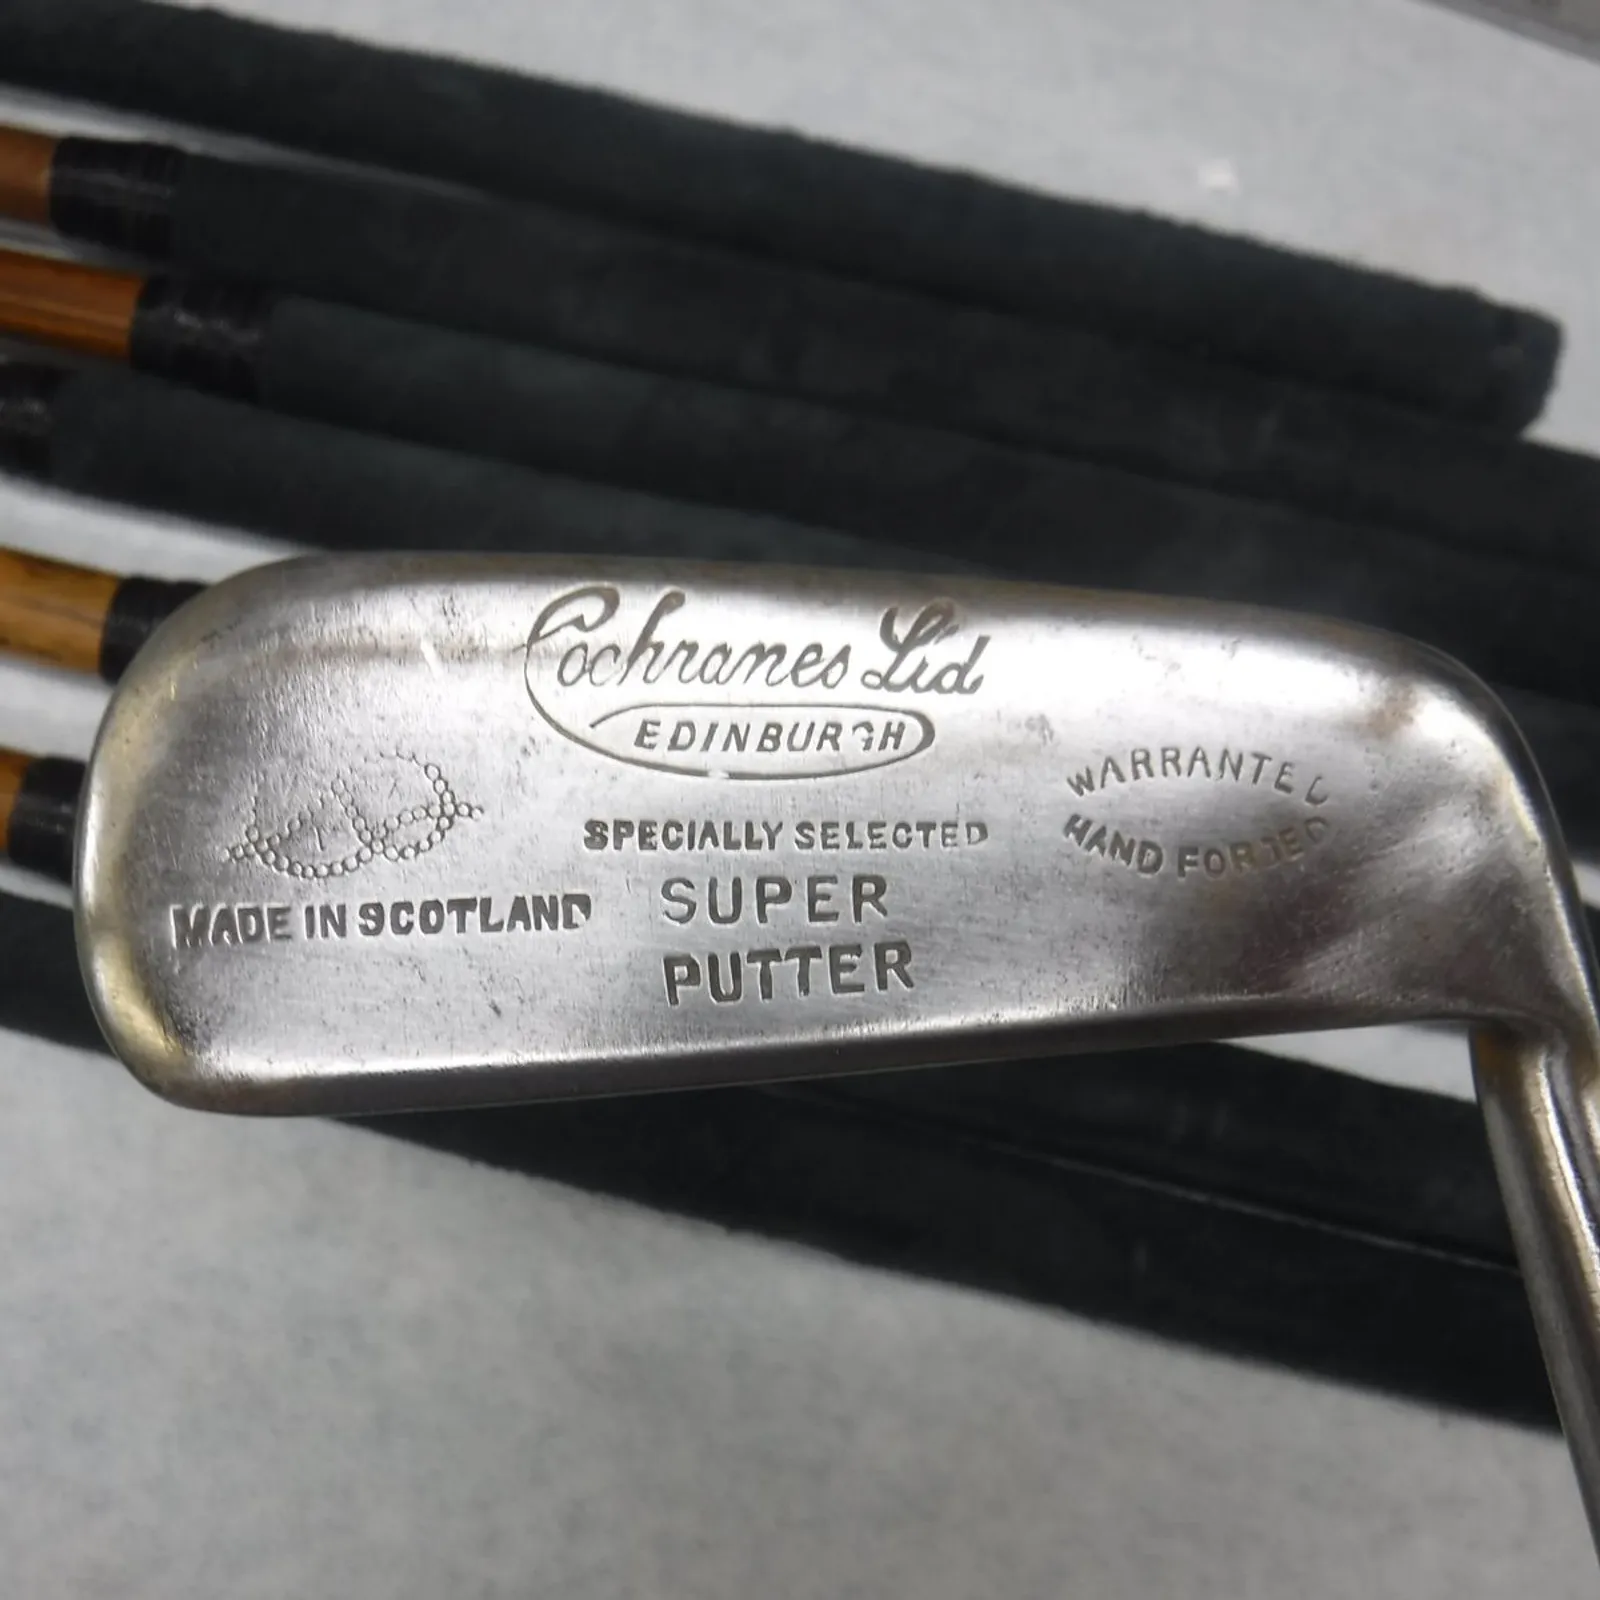 Cochranes Ltd
EDINBURGH
SPECIALLY SELECTED
SUPER
PUTTER
MADE IN SCOTLAND
WARRANTED
HAND FORGED